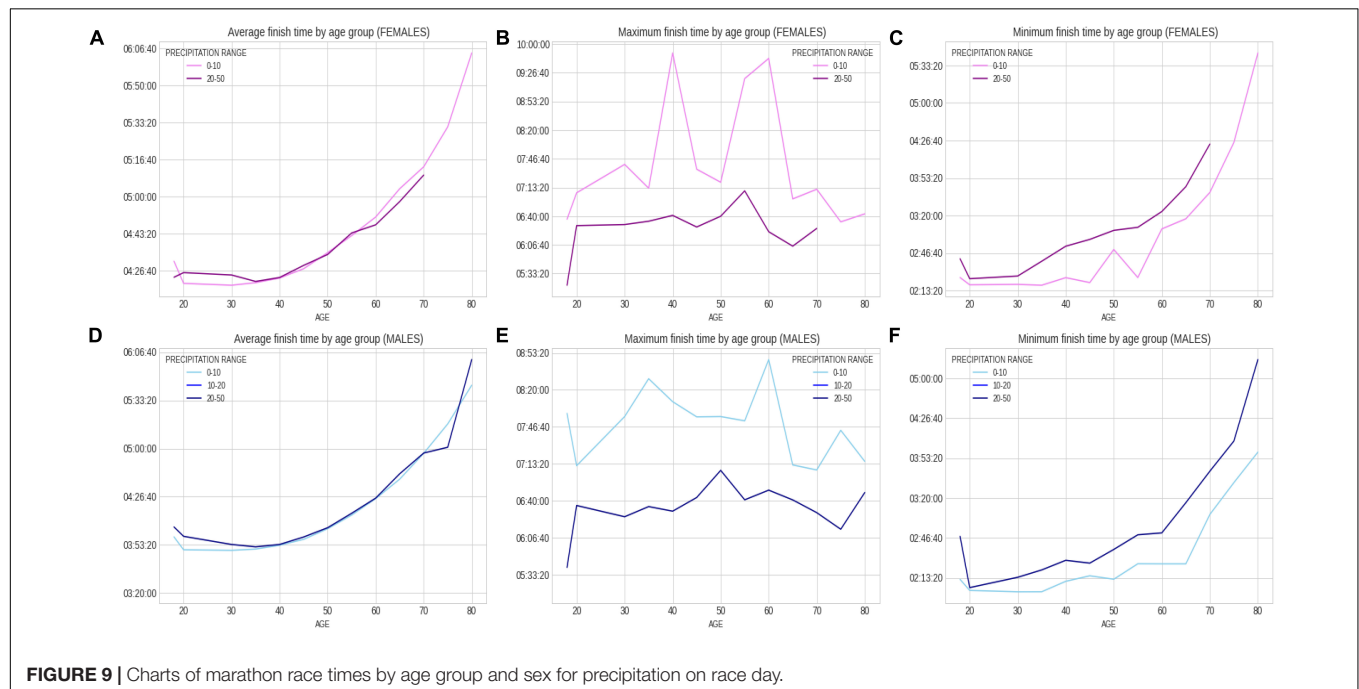 A
Average finish time by age group (FEMALES)
PRECIPITATION RANGE
0-10
20-50
06:06:40
05:50:00
05:33:20
05:16:40
05:00:00
04:43:20
04:26:40
20 30 40 50 60 70 80
AGE
B
Maximum finish time by age group (FEMALES)
PRECIPITATION RANGE
0-10
20-50
10:00:00
09:26:40
08:53:20
08:20:00
07:46:40
07:13:20
06:40:00
06:06:40
05:33:20
20 30 40 50 60 70 80
AGE
C
Minimum finish time by age group (FEMALES)
PRECIPITATION RANGE
0-10
20-50
05:33:20
05:00:00
04:26:40
03:53:20
03:20:00
02:46:40
02:13:20
20 30 40 50 60 70 80
AGE
D
Average finish time by age group (MALES)
PRECIPITATION RANGE
0-10
10-20
20-50
06:06:40
05:33:20
05:00:00
04:26:40
03:53:20
03:20:00
20 30 40 50 60 70 80
AGE
E
Maximum finish time by age group (MALES)
PRECIPITATION RANGE
0-10
10-20
20-50
08:53:20
08:20:00
07:46:40
07:13:20
06:40:00
06:06:40
05:33:20
20 30 40 50 60 70 80
AGE
F
Minimum finish time by age group (MALES)
PRECIPITATION RANGE
0-10
10-20
20-50
05:00:00
04:26:40
03:53:20
03:20:00
02:46:40
02:13:20
20 30 40 50 60 70 80
AGE
FIGURE 9 | Charts of marathon race times by age group and sex for precipitation on race day.